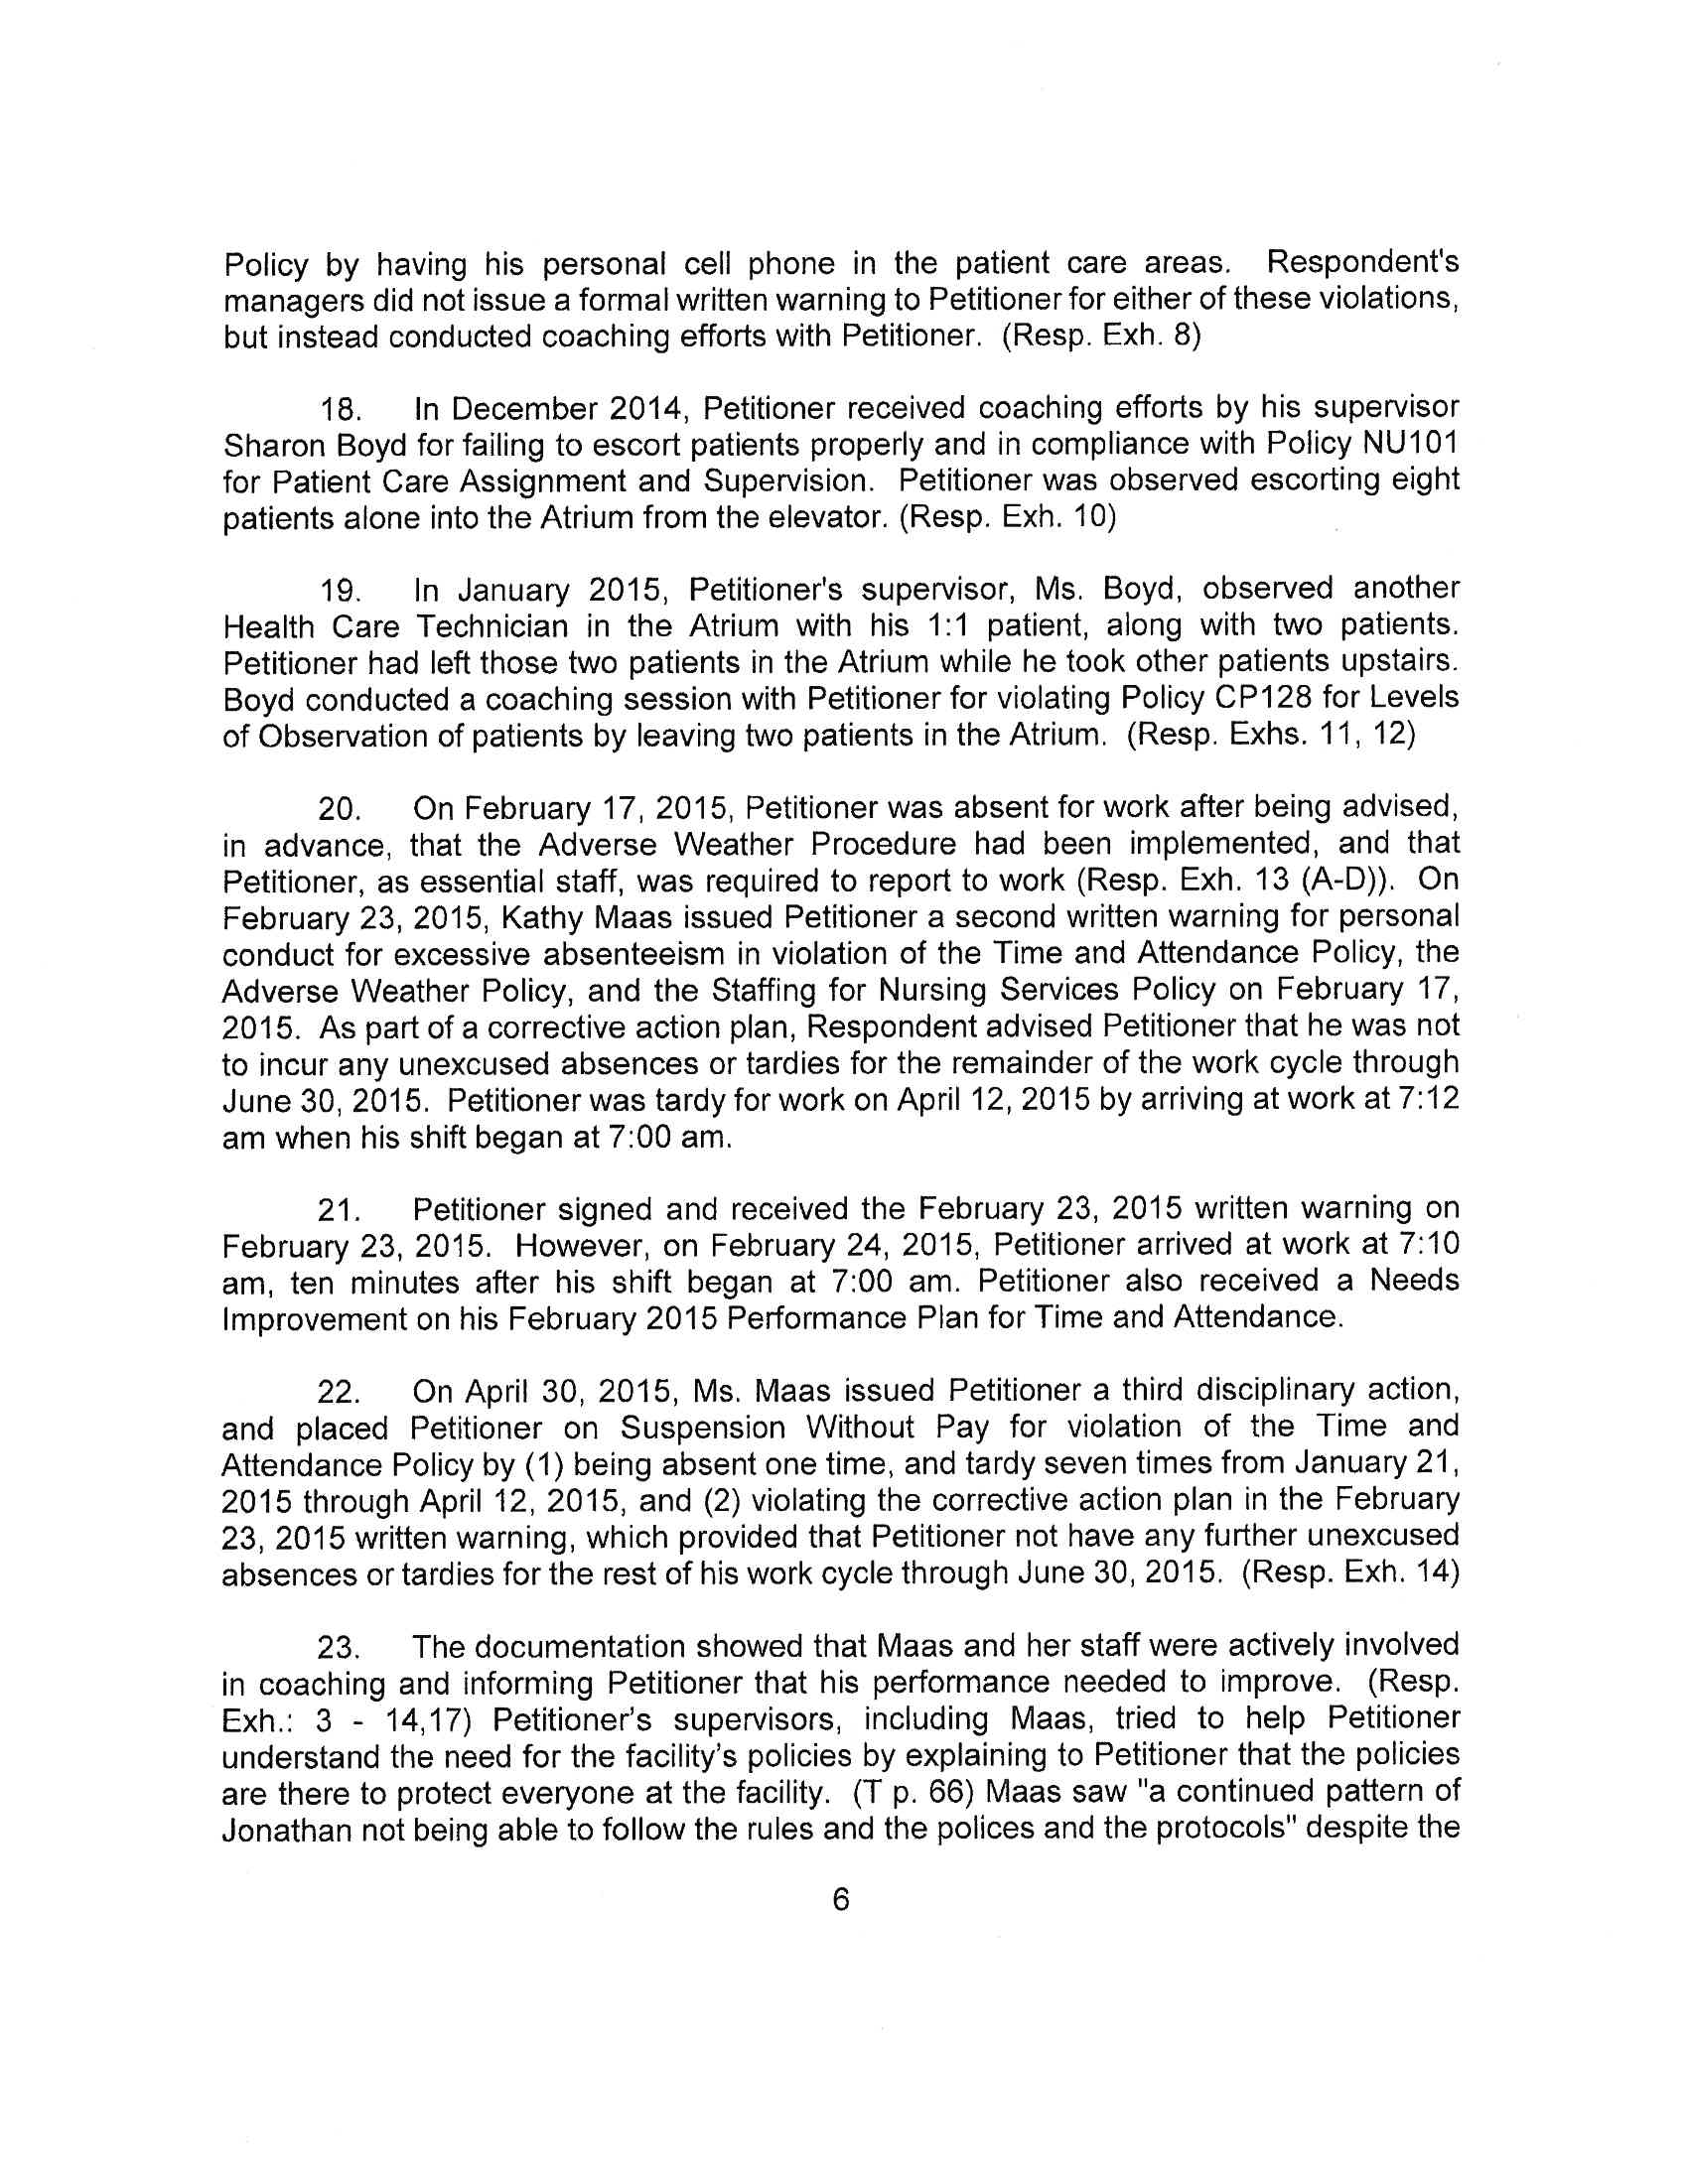 Policy by having his personal cell phone in the patient care areas. Respondent's
managers did not issue a formal written warning to Petitioner for either of these violations,
but instead conducted coaching efforts with Petitioner. (Resp. Exh. 8)
18. In December 2014, Petitioner received coaching efforts by his supervisor
Sharon Boyd for failing to escort patients properly and in compliance with Policy NU101
for Patient Care Assignment and Supervision. Petitioner was observed escorting eight
patients alone into the Atrium from the elevator. (Resp. Exh. 10)
19. In January 2015, Petitioner's supervisor, Ms. Boyd, observed another
Health Care Technician in the Atrium with his 1:1 patient, along with two patients.
Petitioner had left those two patients in the Atrium while he took other patients upstairs.
Boyd conducted a coaching session with Petitioner for violating Policy CP128 for Levels
of Observation of patients by leaving two patients in the Atrium. (Resp. Exhs. 11, 12)
20. On February 17, 2015, Petitioner was absent for work after being advised,
in advance, that the Adverse Weather Procedure had been implemented, and that
Petitioner, as essential staff, was required to report to work (Resp. Exh. 13 (A-D)). On
February 23, 2015, Kathy Maas issued Petitioner a second written warning for personal
conduct for excessive absenteeism in violation of the Time and Attendance Policy, the
Adverse Weather Policy, and the Staffing for Nursing Services Policy on February 17,
2015. As part of a corrective action plan, Respondent advised Petitioner that he was not
to incur any unexcused absences or tardies for the remainder of the work cycle through
June 30, 2015. Petitioner was tardy for work on April 12, 2015 by arriving at work at 7:12
am when his shift began at 7:00 am.
21. Petitioner signed and received the February 23, 2015 written warning on
February 23, 2015. However, on February 24, 2015, Petitioner arrived at work at 7:10
am, ten minutes after his shift began at 7:00 am. Petitioner also received a Needs
Improvement on his February 2015 Performance Plan for Time and Attendance.
22. On April 30, 2015, Ms. Maas issued Petitioner a third disciplinary action,
and placed Petitioner on Suspension Without Pay for violation of the Time and
Attendance Policy by (1) being absent one time, and tardy seven times from January 21,
2015 through April 12, 2015, and (2) violating the corrective action plan in the February
23, 2015 written warning, which provided that Petitioner not have any further unexcused
absences or tardies for the rest of his work cycle through June 30, 2015. (Resp. Exh. 14)
23. The documentation showed that Maas and her staff were actively involved
in coaching and informing Petitioner that his performance needed to improve. (Resp.
Exh.: 3 - 14,17) Petitioner's supervisors, including Maas, tried to help Petitioner
understand the need for the facility's policies by explaining to Petitioner that the policies
are there to protect everyone at the facility. (T p. 66) Maas saw "a continued pattern of
Jonathan not being able to follow the rules and the polices and the protocols" despite the
6